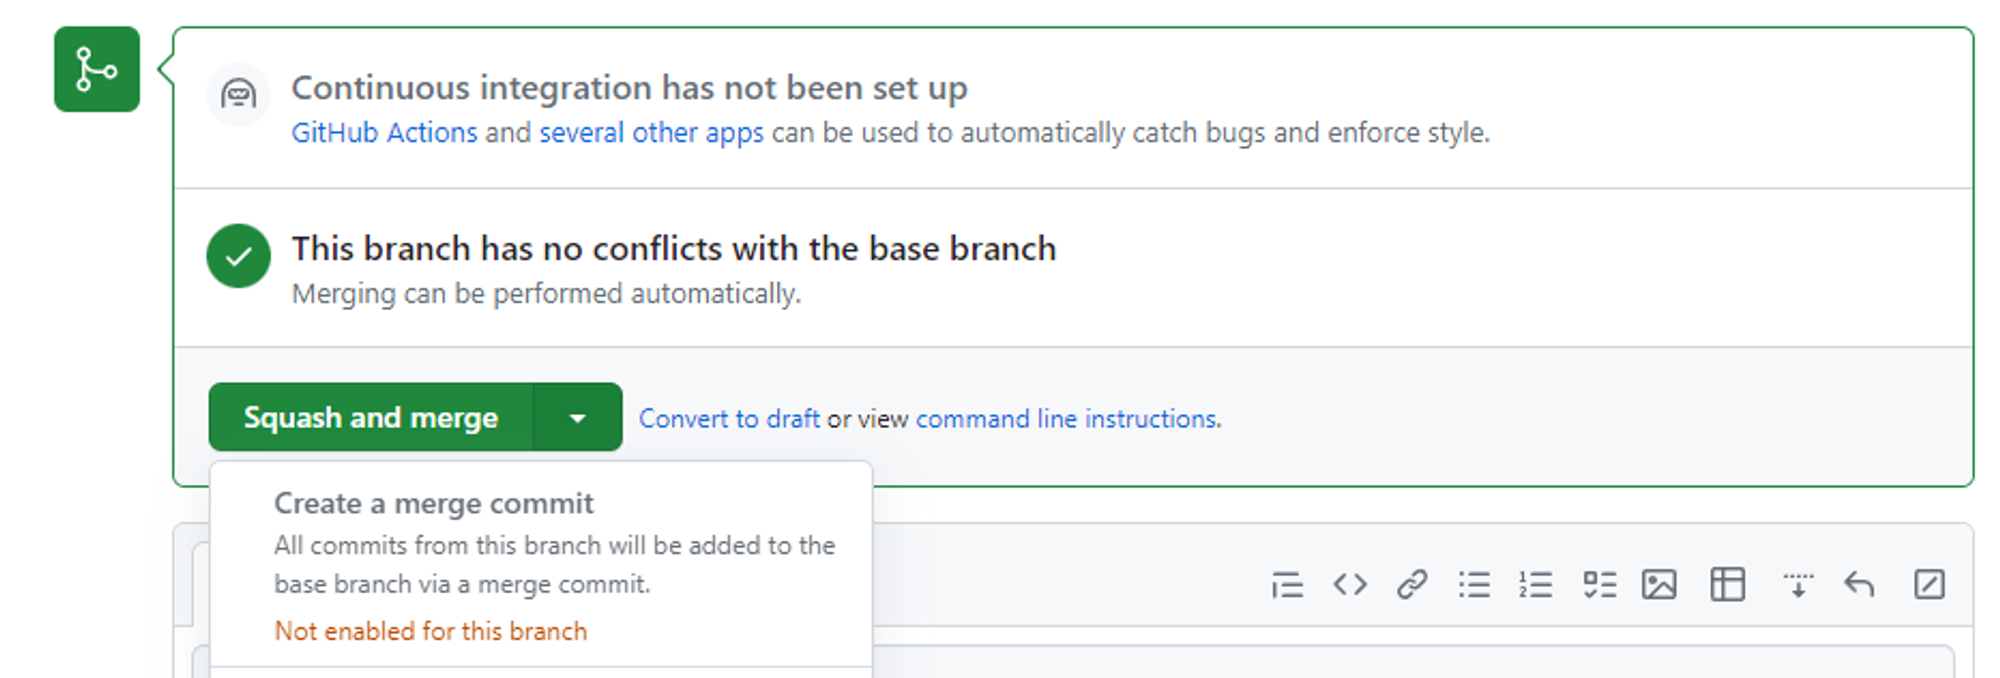 Continuous integration has not been set up
GitHub Actions and several other apps can be used to automatically catch bugs and enforce style.
This branch has no conflicts with the base branch
Merging can be performed automatically.
Squash and merge
Convert to draft or view command line instructions.
Create a merge commit
All commits from this branch will be added to the
base branch via a merge commit.
Not enabled for this branch